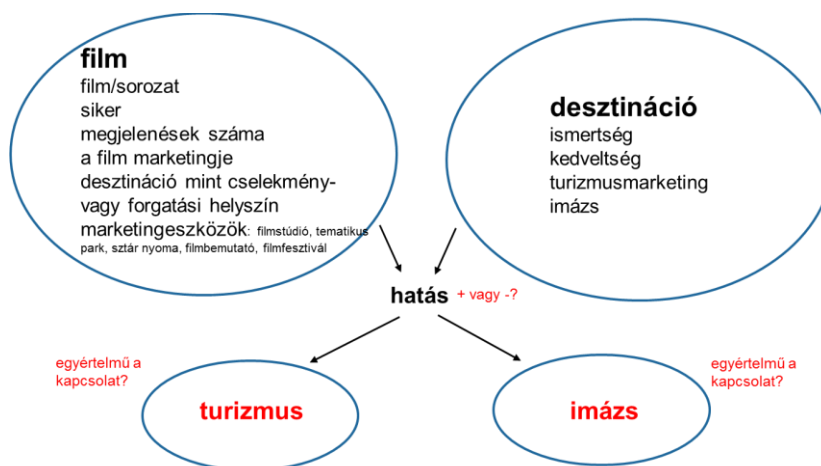 film
film/sorozat
siker
megjelenések száma
a film marketingje
desztináció mint cselekmény-
vagy forgatási helyszín
marketingeszközök: filmstúdió, tematikus
park, sztár nyoma, filmbemutató, filmfesztivál
desztináció
ismertség
kedveltség
turizmusmarketing
imázs
hatás + vagy -?
egyértelmű a
kapcsolat?
turizmus
imázs
egyértelmű a
kapcsolat?